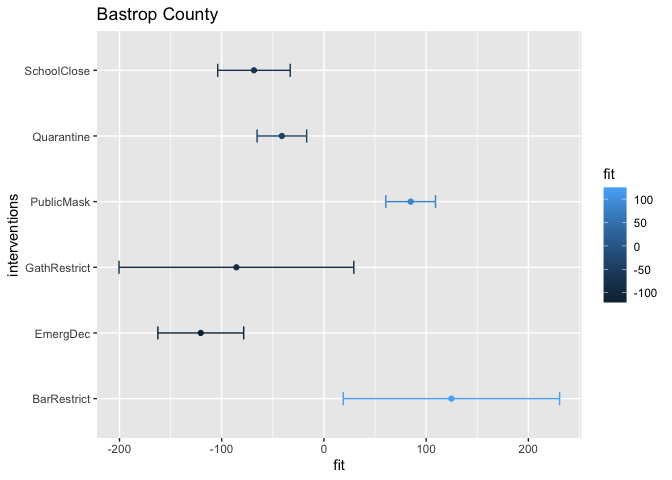 Bastrop County
interventions
SchoolClose
Quarantine
PublicMask
GathRestrict
EmergDec
BarRestrict
-200 -100 0 100 200
fit
fit
100
50
0
-50
-100